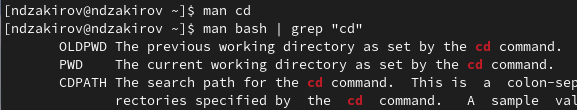 [ndzakirov@ndzakirov ~]$ man cd
[ndzakirov@ndzakirov ~]$ man bash | grep "cd"
OLDPWD The previous working directory as set by the cd command.
PWD The current working directory as set by the cd command.
CDPATH The search path for the cd command. This is a colon-sep
rectories specified by the cd command. A sample val